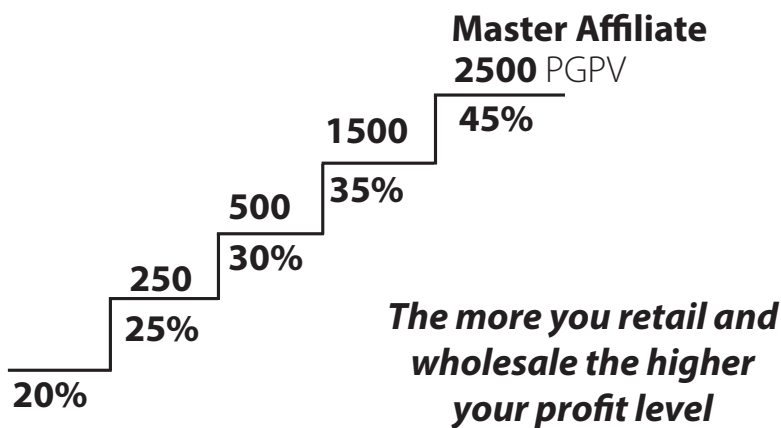 Master Affiliate
2500 PGPV
45%
1500
35%
500
30%
250
25%
20%
The more you retail and
wholesale the higher
your profit level